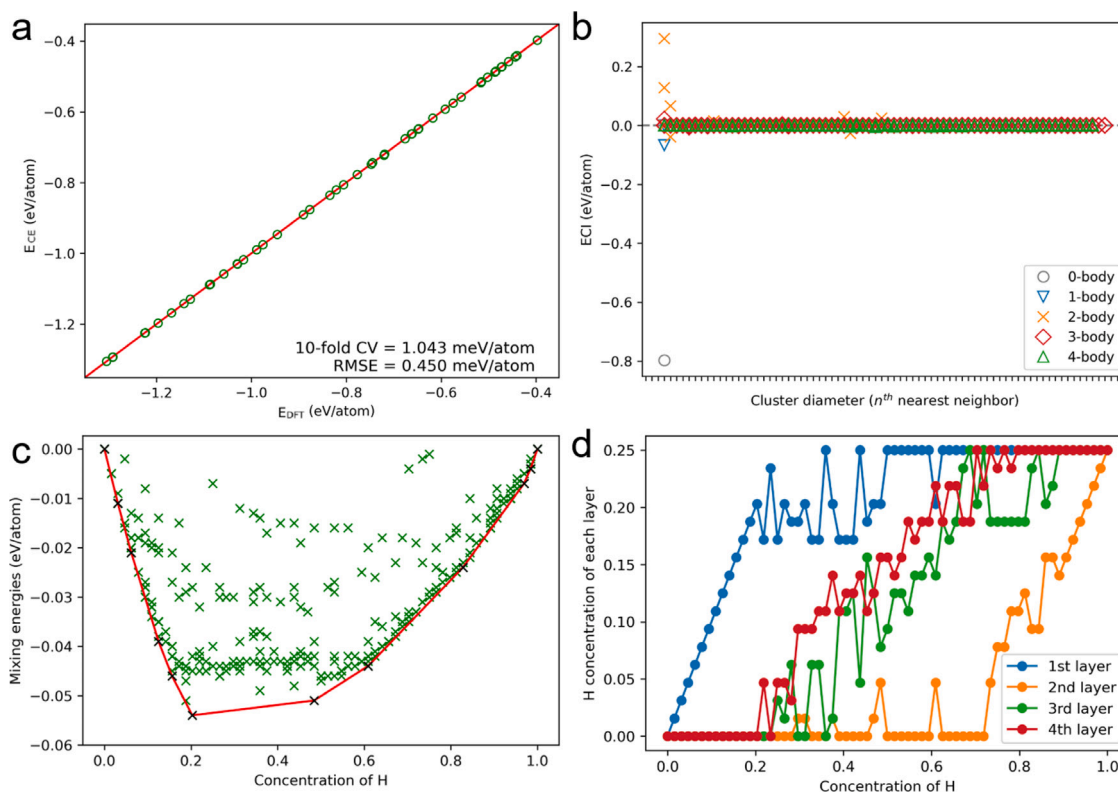 a
−0.4
−0.6
−0.8
−1.0
−1.2
E_CE (eV/atom)
10-fold CV = 1.043 meV/atom
RMSE = 0.450 meV/atom
−1.2 −1.0 −0.8 −0.6 −0.4
E_DFT (eV/atom)
b
0.2
0.0
−0.2
−0.4
−0.6
−0.8
ECI (eV/atom)
0-body
1-body
2-body
3-body
4-body
Cluster diameter (n^th nearest neighbor)
c
0.00
−0.01
−0.02
−0.03
−0.04
−0.05
−0.06
Mixing energies (eV/atom)
0.0 0.2 0.4 0.6 0.8 1.0
Concentration of H
d
0.25
0.20
0.15
0.10
0.05
0.00
H concentration of each layer
1st layer
2nd layer
3rd layer
4th layer
0.0 0.2 0.4 0.6 0.8 1.0
Concentration of H